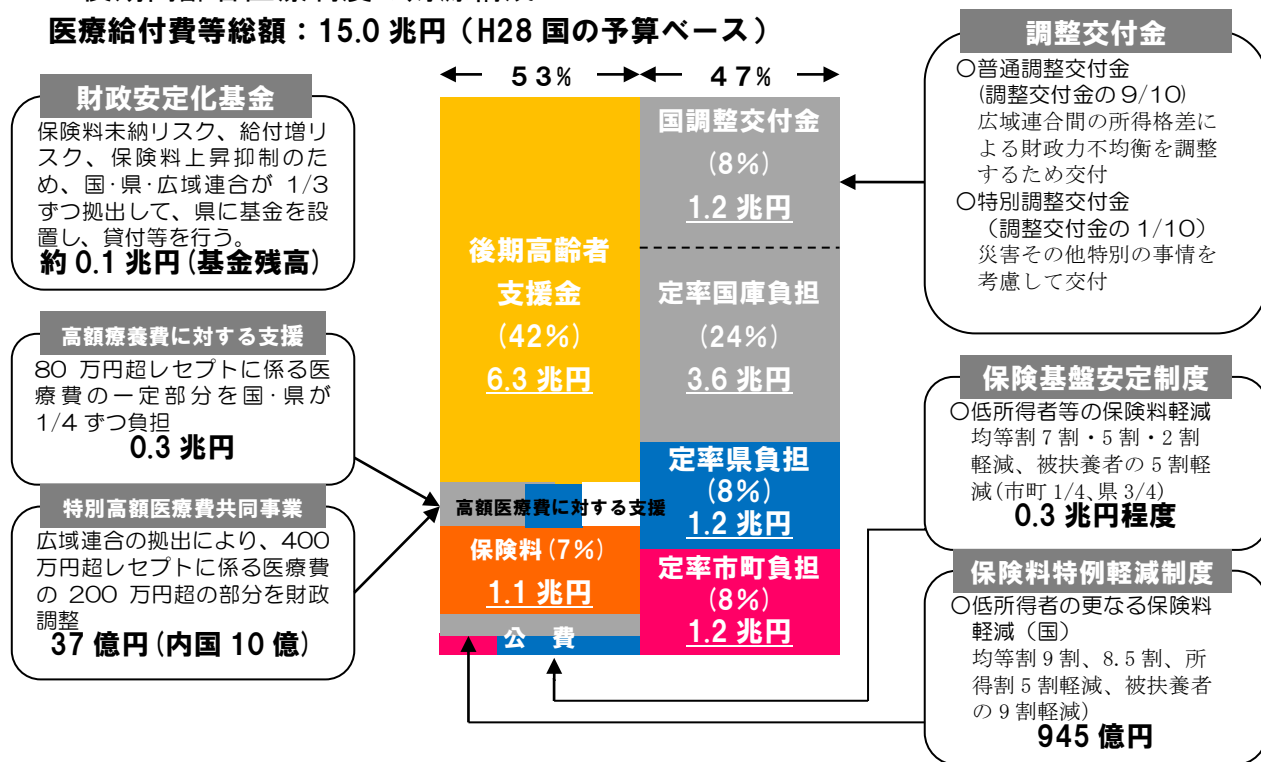 医療給付費等総額：15.0 兆円（H28 国の予算ベース）
53%
47%
財政安定化基金
保険料未納リスク、給付増リ
スク、保険料上昇抑制のた
め、国・県・広域連合が 1/3
ずつ拠出して、県に基金を設
置し、貸付等を行う。
約 0.1 兆円(基金残高)
高額療養費に対する支援
80 万円超レセプトに係る医
療費の一定部分を国・県が
1/4 ずつ負担
0.3 兆円
特別高額医療費共同事業
広域連合の拠出により、400
万円超レセプトに係る医療費
の 200 万円超の部分を財政
調整
37 億円(内国 10 億)
後期高齢者
支援金
(42%)
6.3 兆円
高額医療費に対する支援
保険料(7%)
1.1 兆円
公 費
国調整交付金
(8%)
1.2 兆円
定率国庫負担
(24%)
3.6 兆円
定率県負担
(8%)
1.2 兆円
定率市町負担
(8%)
1.2 兆円
調整交付金
○普通調整交付金
(調整交付金の 9/10)
広域連合間の所得格差に
よる財政力不均衡を調整
するため交付
○特別調整交付金
（調整交付金の 1/10）
災害その他特別の事情を
考慮して交付
保険基盤安定制度
○低所得者等の保険料軽減
均等割 7 割・5 割・2 割
軽減、被扶養者の 5 割軽
減(市町 1/4、県 3/4)
0.3 兆円程度
保険料特例軽減制度
○低所得者の更なる保険料
軽減（国）
均等割 9 割、8.5 割、所
得割 5 割軽減、被扶養者
の 9 割軽減）
945 億円